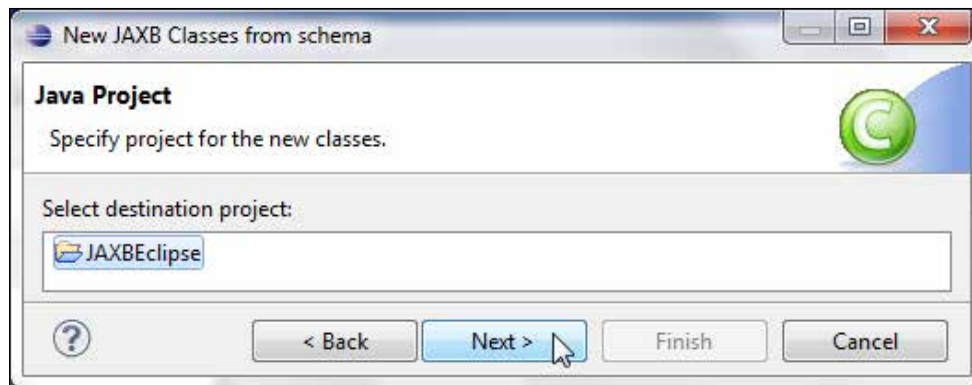 New JAXB Classes from schema
Java Project
Specify project for the new classes.
C
Select destination project:
JAXBEclipse
?
< Back
Next >
Finish
Cancel